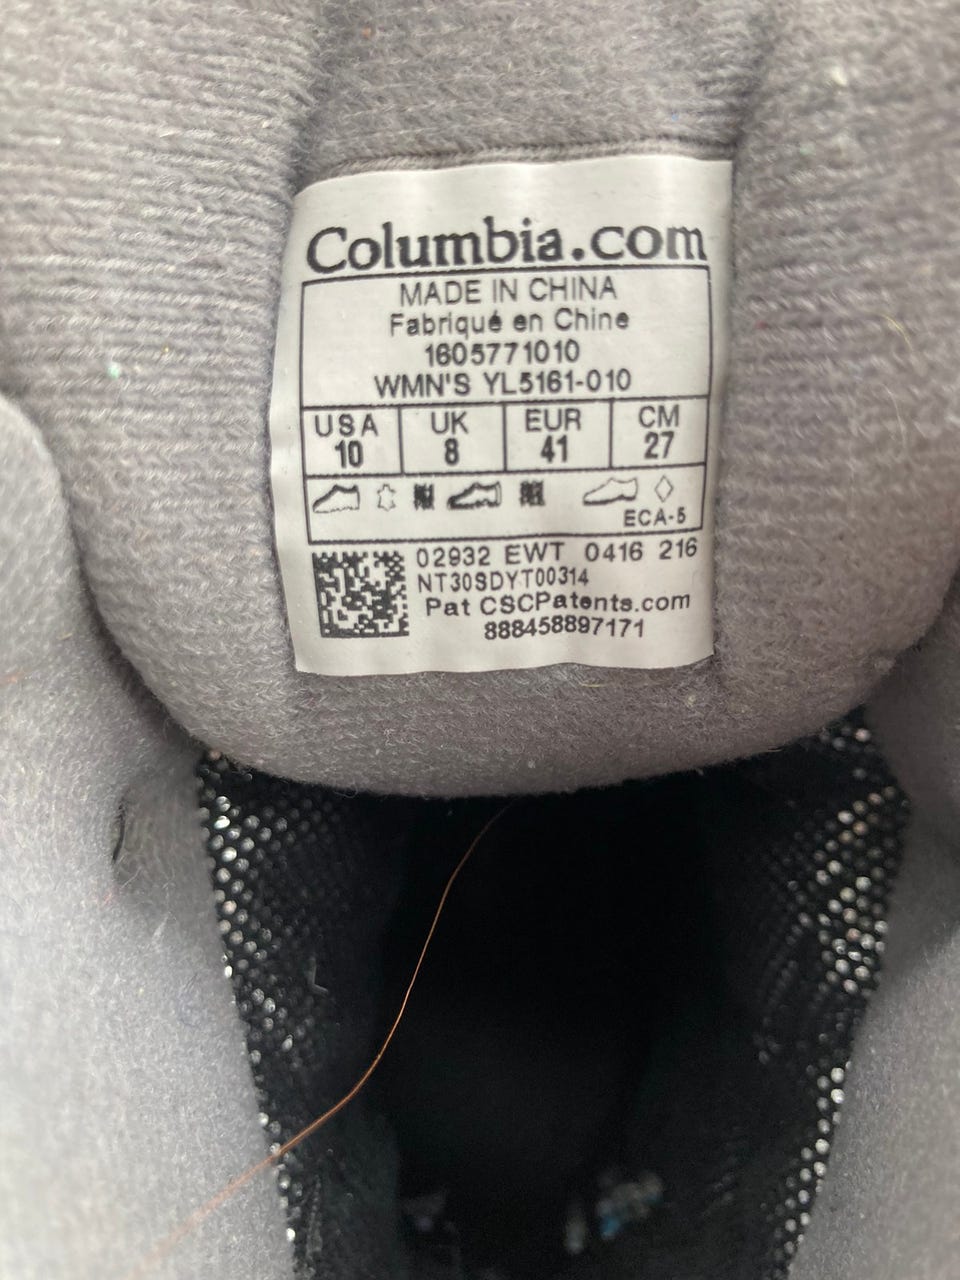 Columbia.com
MADE IN CHINA
Fabriqué en Chine
1605771010
WMN'S YL5161-010
USA UK EUR CM
10 8 41 27
ECA-5
02932 EWT 0416 216
NT30SDYT00314
Pat CSCPatents.com
888458897171